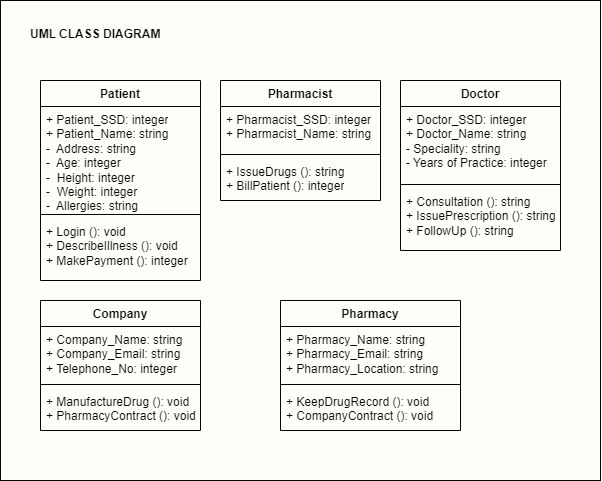 UML CLASS DIAGRAM
Patient
+ Patient_SSD: integer
+ Patient_Name: string
- Address: string
- Age: integer
- Height: integer
- Weight: integer
- Allergies: string
+ Login (): void
+ DescribeIllness (): void
+ MakePayment (): integer
Pharmacist
+ Pharmacist_SSD: integer
+ Pharmacist_Name: string
+ IssueDrugs (): string
+ BillPatient (): integer
Doctor
+ Doctor_SSD: integer
+ Doctor_Name: string
- Speciality: string
- Years of Practice: integer
+ Consultation (): string
+ IssuePrescription (): string
+ FollowUp (): string
Company
+ Company_Name: string
+ Company_Email: string
+ Telephone_No: integer
+ ManufactureDrug (): void
+ PharmacyContract (): void
Pharmacy
+ Pharmacy_Name: string
+ Pharmacy_Email: string
+ Pharmacy_Location: string
+ KeepDrugRecord (): void
+ CompanyContract (): void